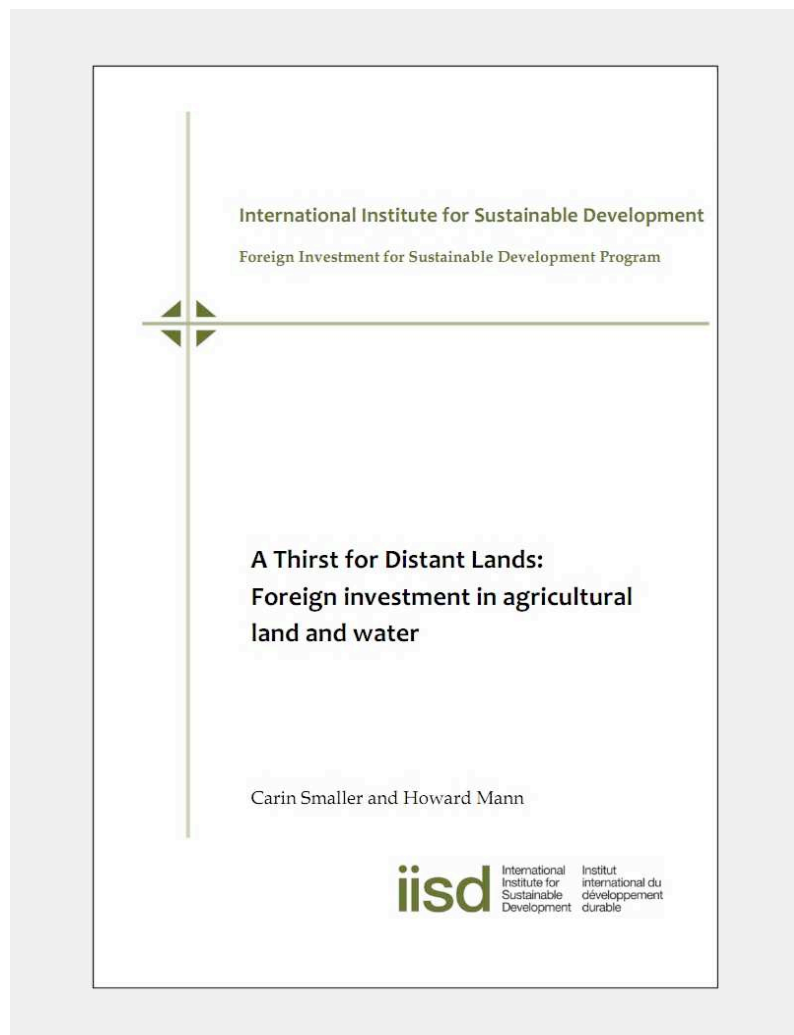 International Institute for Sustainable Development
Foreign Investment for Sustainable Development Program
A Thirst for Distant Lands:
Foreign investment in agricultural
land and water
Carin Smaller and Howard Mann
iisd
International
Institute for
Sustainable
Development
Institut
international du
développement
durable